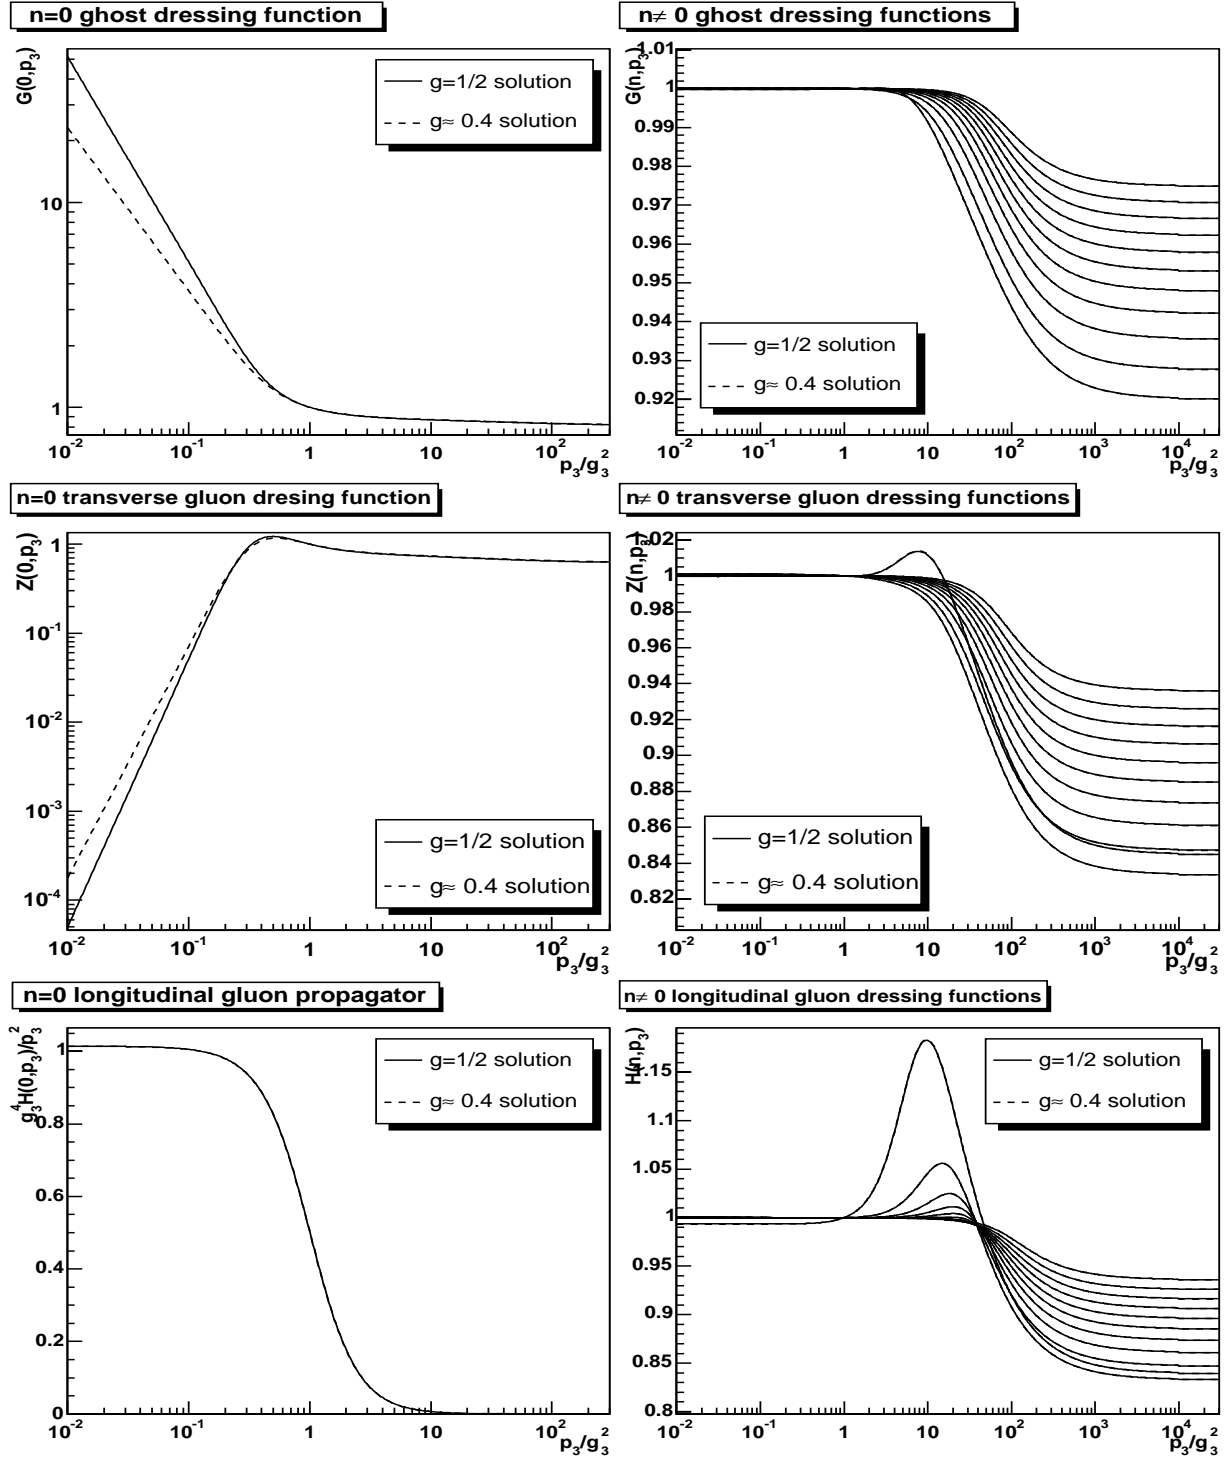 n=0 ghost dressing function
G(0,p₃)
10
1
g=1/2 solution
g≈ 0.4 solution
10⁻² 10⁻¹ 1 10 10²
p₃/g₃²
n≠ 0 ghost dressing functions
G(n,p₃)
1.01
1
0.99
0.98
0.97
0.96
0.95
0.94
0.93
0.92
g=1/2 solution
g≈ 0.4 solution
10⁻² 10⁻¹ 1 10 10² 10³ 10⁴
p₃/g₃²
n=0 transverse gluon dresing function
Z(0,p₃)
1
10⁻¹
10⁻²
10⁻³
10⁻⁴
g=1/2 solution
g≈ 0.4 solution
10⁻² 10⁻¹ 1 10 10²
p₃/g₃²
n≠ 0 transverse gluon dressing functions
Z(n,p₃)
1.02
1
0.98
0.96
0.94
0.92
0.9
0.88
0.86
0.84
0.82
g=1/2 solution
g≈ 0.4 solution
10⁻² 10⁻¹ 1 10 10² 10³ 10⁴
p₃/g₃²
n=0 longitudinal gluon propagator
g₃⁴H(0,p₃)/p₃²
1
0.8
0.6
0.4
0.2
0
g=1/2 solution
g≈ 0.4 solution
10⁻² 10⁻¹ 1 10 10²
p₃/g₃²
n≠ 0 longitudinal gluon dressing functions
H(n,p₃)
1.15
1.1
1.05
1
0.95
0.9
0.85
0.8
g=1/2 solution
g≈ 0.4 solution
10⁻² 10⁻¹ 1 10 10² 10³ 10⁴
p₃/g₃²